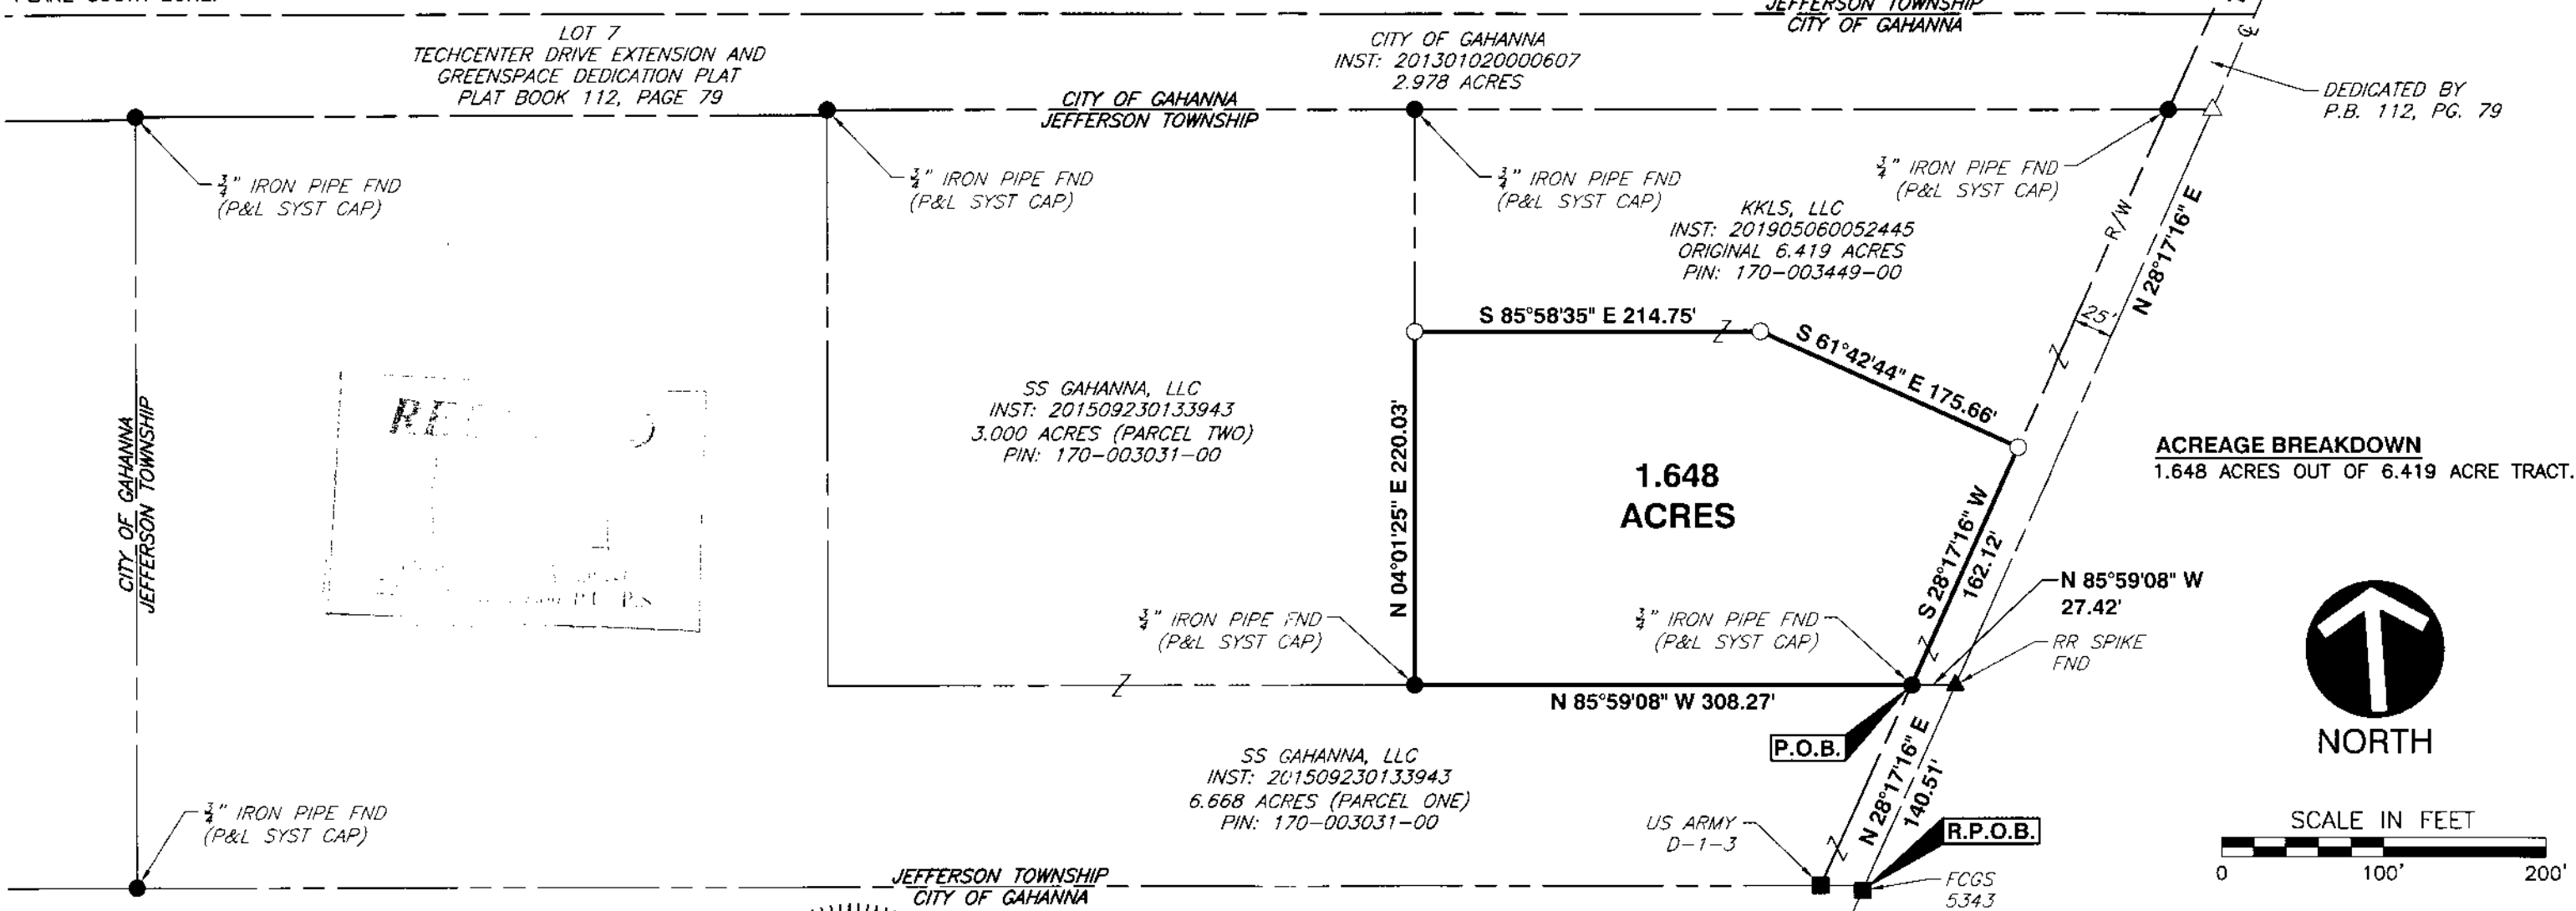 JEFFERSON TOWNSHIP
CITY OF GAHANNA
LOT 7
TECHCENTER DRIVE EXTENSION AND
GREENSPACE DEDICATION PLAT
PLAT BOOK 112, PAGE 79
CITY OF GAHANNA
INST: 201301020000607
2.978 ACRES
DEDICATED BY
P.B. 112, PG. 79
CITY OF GAHANNA
JEFFERSON TOWNSHIP
3/4" IRON PIPE FND
(P&L SYST CAP)
3/4" IRON PIPE FND
(P&L SYST CAP)
3/4" IRON PIPE FND
(P&L SYST CAP)
3/4" IRON PIPE FND
(P&L SYST CAP)
KKLS, LLC
INST: 201905060052445
ORIGINAL 6.419 ACRES
PIN: 170-003449-00
R/W
N 28°17'16" E
25'
S 85°58'35" E 214.75'
S 61°42'44" E 175.66'
SS GAHANNA, LLC
INST: 201509230133943
3.000 ACRES (PARCEL TWO)
PIN: 170-003031-00
N 04°01'25" E 220.03'
1.648
ACRES
ACREAGE BREAKDOWN
1.648 ACRES OUT OF 6.419 ACRE TRACT.
CITY OF GAHANNA
JEFFERSON TOWNSHIP
S 28°17'16" W
162.12'
N 85°59'08" W
27.42'
RR SPIKE
FND
3/4" IRON PIPE FND
(P&L SYST CAP)
3/4" IRON PIPE FND
(P&L SYST CAP)
N 85°59'08" W 308.27'
P.O.B.
NORTH
SS GAHANNA, LLC
INST: 201509230133943
6.668 ACRES (PARCEL ONE)
PIN: 170-003031-00
N 28°17'16" E
140.51'
3/4" IRON PIPE FND
(P&L SYST CAP)
US ARMY
D-1-3
R.P.O.B.
SCALE IN FEET
0 100' 200'
JEFFERSON TOWNSHIP
CITY OF GAHANNA
FCGS
5343